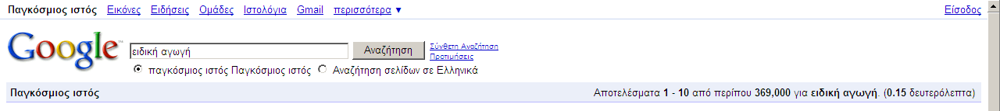 Παγκόσμιος ιστός Εικόνες Ειδήσεις Ομάδες Ιστολόγια Gmail περισσότερα ▼ Είσοδος
Google™ ειδική αγωγή Αναζήτηση Σύνθετη Αναζήτηση
Προτιμήσεις
παγκόσμιος ιστός Παγκόσμιος ιστός Αναζήτηση σελίδων σε Ελληνικά
Παγκόσμιος ιστός Αποτελέσματα 1 - 10 από περίπου 369,000 για ειδική αγωγή. (0.15 δευτερόλεπτα)